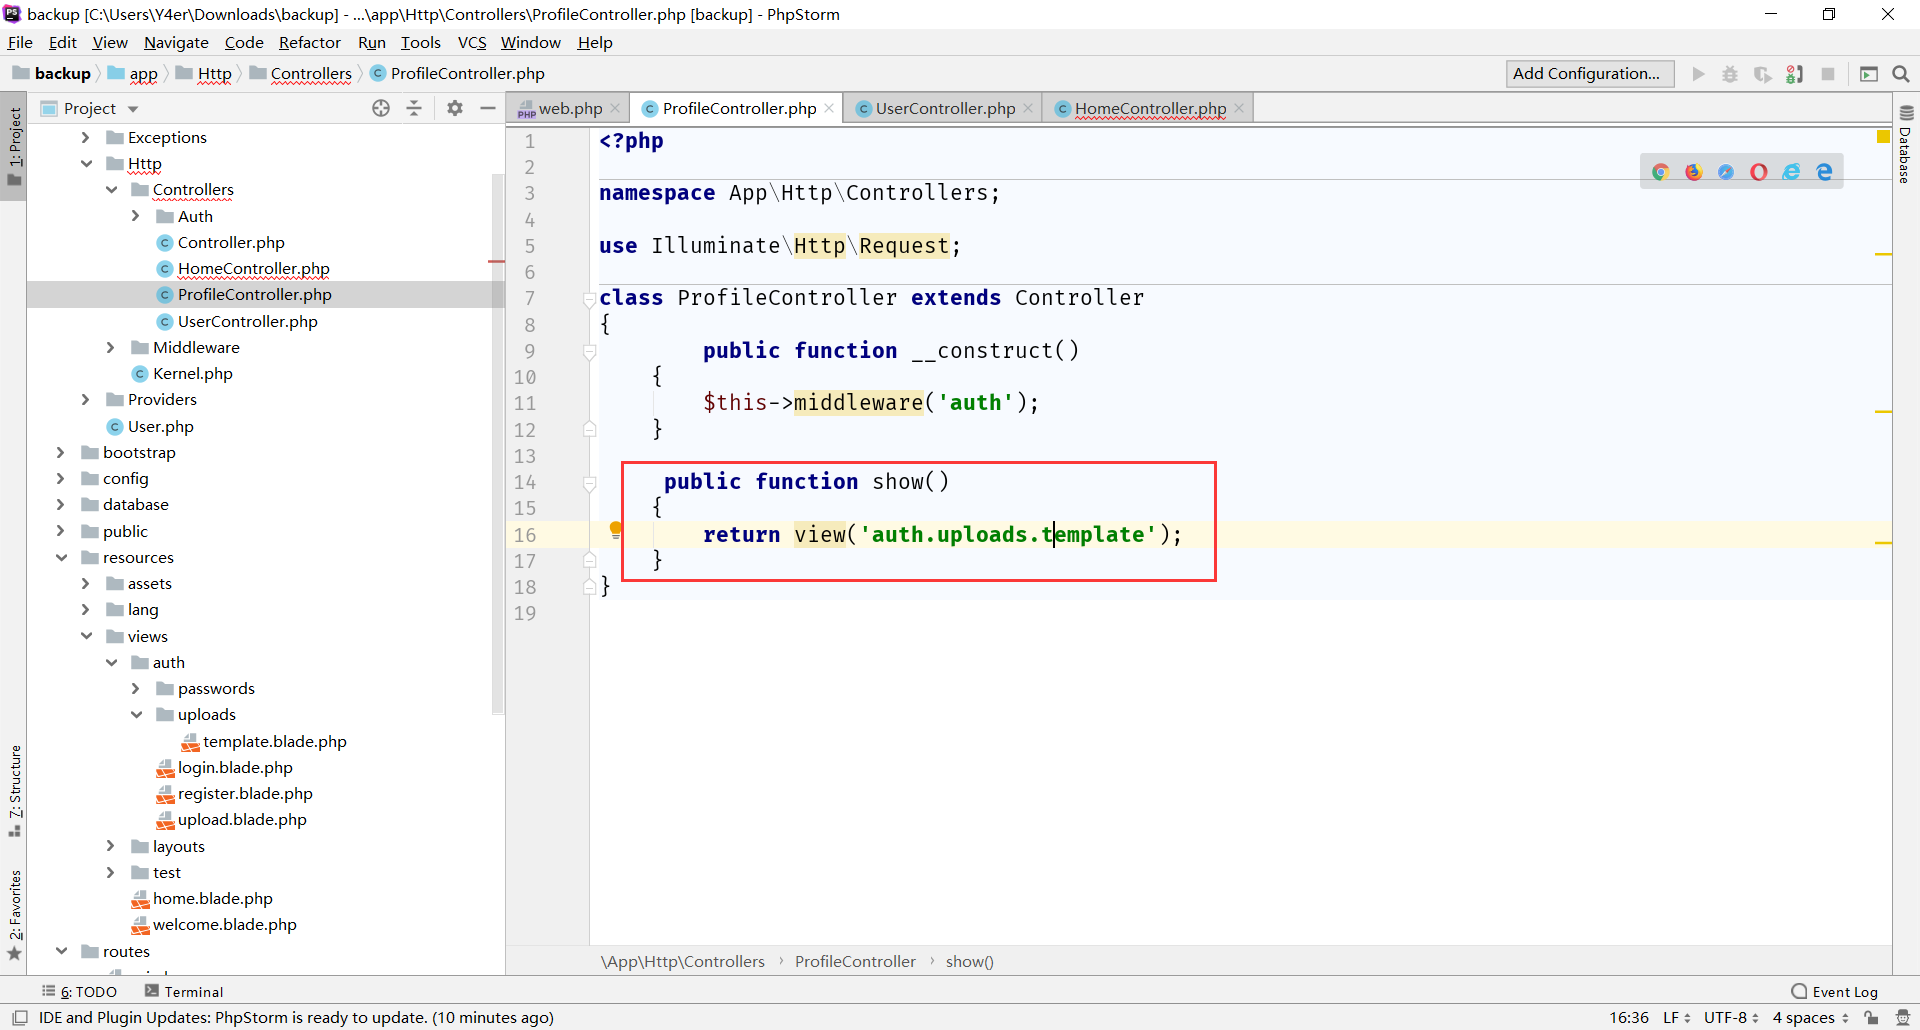 backup [C:\Users\Y4er\Downloads\backup] - ...\app\Http\Controllers\ProfileController.php [backup] - PhpStorm
File Edit View Navigate Code Refactor Run Tools VCS Window Help
backup app Http Controllers ProfileController.php Add Configuration...
Project
web.php ProfileController.php UserController.php HomeController.php
1: Project
7: Structure
2: Favorites
Exceptions
Http
Controllers
Auth
Controller.php
HomeController.php
ProfileController.php
UserController.php
Middleware
Kernel.php
Providers
User.php
bootstrap
config
database
public
resources
assets
lang
views
auth
passwords
uploads
template.blade.php
login.blade.php
register.blade.php
upload.blade.php
layouts
test
home.blade.php
welcome.blade.php
routes
1 <?php
2
3 namespace App\Http\Controllers;
4
5 use Illuminate\Http\Request;
6
7 class ProfileController extends Controller
8 {
9 public function __construct()
10 {
11 $this->middleware('auth');
12 }
13
14 public function show()
15 {
16 return view('auth.uploads.template');
17 }
18 }
19
Database
\App\Http\Controllers › ProfileController › show()
6: TODO Terminal Event Log
IDE and Plugin Updates: PhpStorm is ready to update. (10 minutes ago) 16:36 LF UTF-8 4 spaces